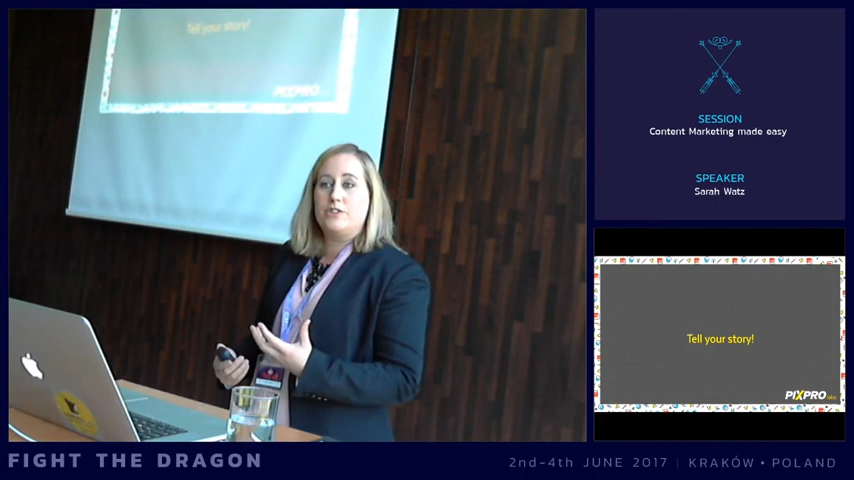 Tell your story!
PIXPRO
SESSION
Content Marketing made easy
SPEAKER
Sarah Watz
Tell your story!
PIXPRO labs
FIGHT THE DRAGON
2nd-4th JUNE 2017 | KRAKÓW • POLAND